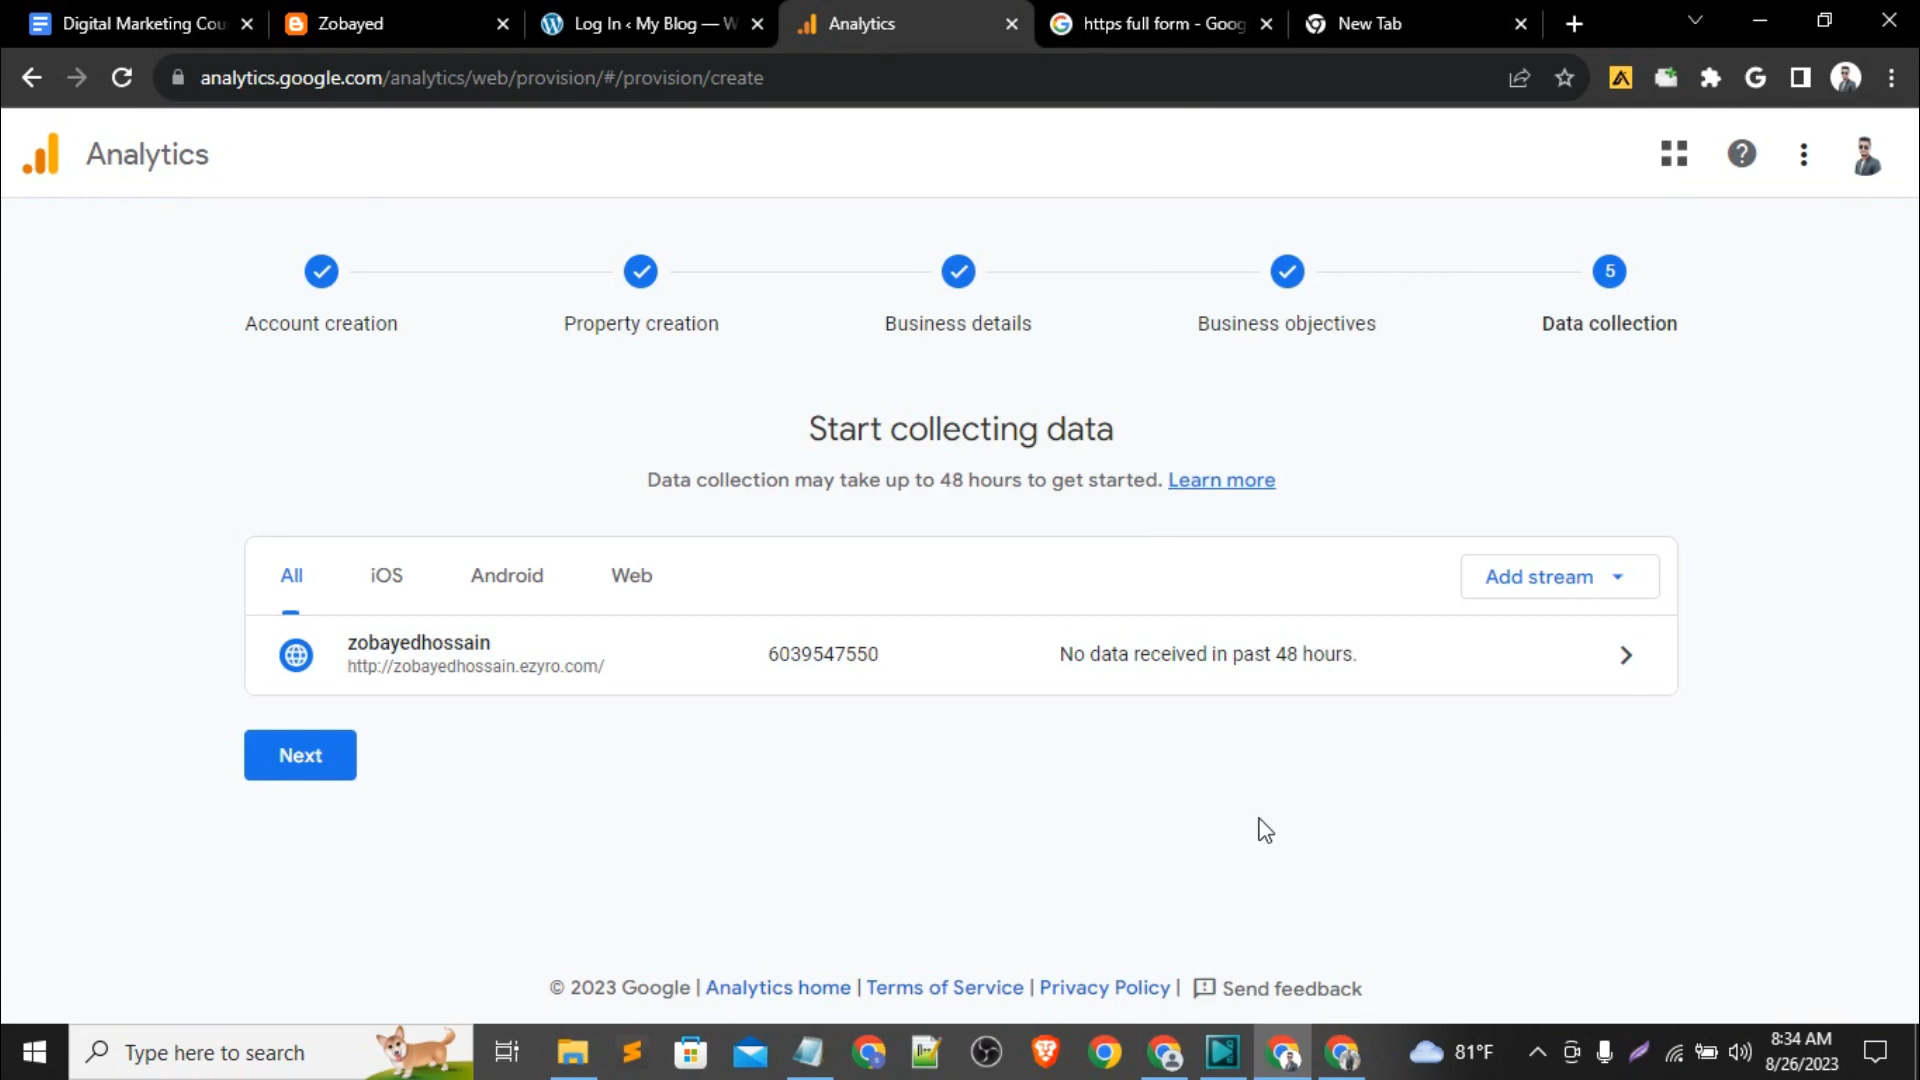 Digital Marketing Cou
Zobayed
Log In ‹ My Blog — W
Analytics
https full form - Goog
New Tab
analytics.google.com/analytics/web/provision/#/provision/create
Analytics
5
Account creation
Property creation
Business details
Business objectives
Data collection
Start collecting data
Data collection may take up to 48 hours to get started. Learn more
All
iOS
Android
Web
Add stream
zobayedhossain
http://zobayedhossain.ezyro.com/
6039547550
No data received in past 48 hours.
Next
© 2023 Google | Analytics home | Terms of Service | Privacy Policy | Send feedback
Type here to search
81°F
8:34 AM
8/26/2023